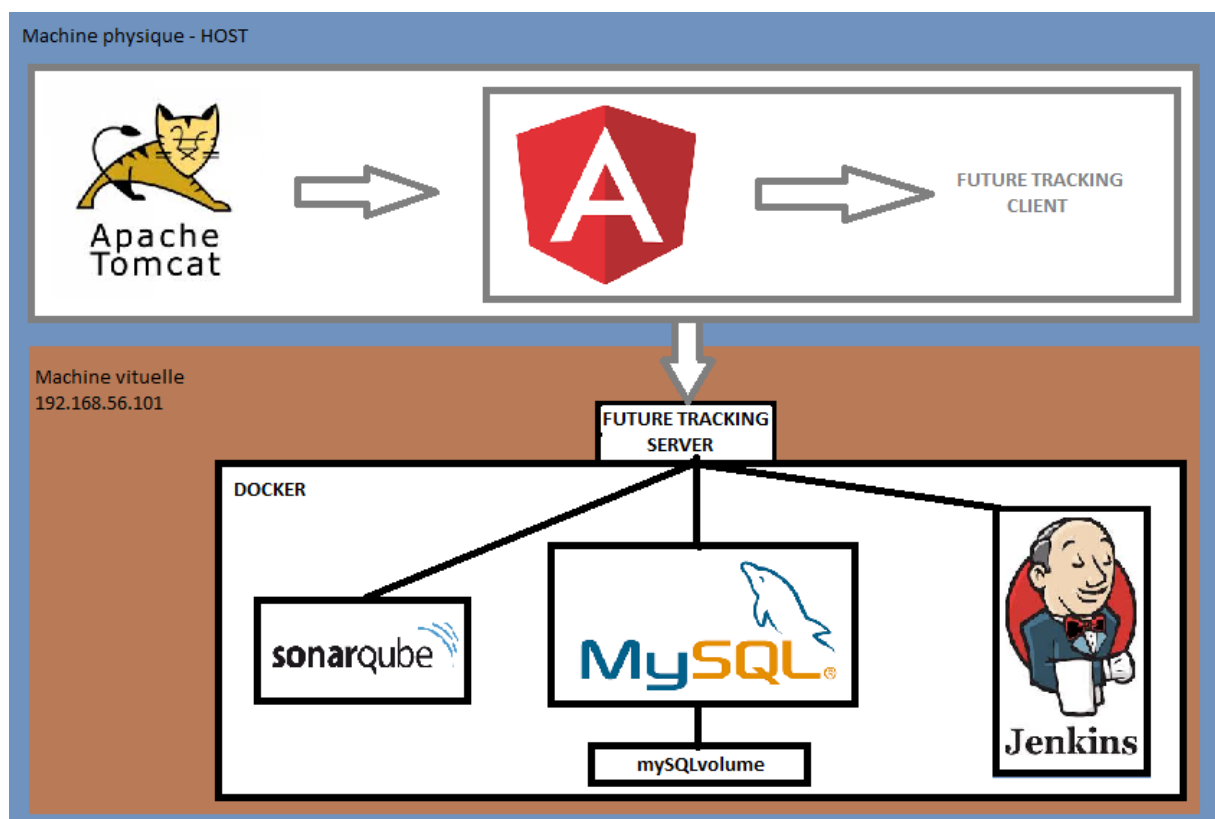 Machine physique - HOST
Apache
Tomcat
A
FUTURE TRACKING
CLIENT
Machine vituelle
192.168.56.101
FUTURE TRACKING
SERVER
DOCKER
sonarqube
MySQL®
mySQLvolume
Jenkins